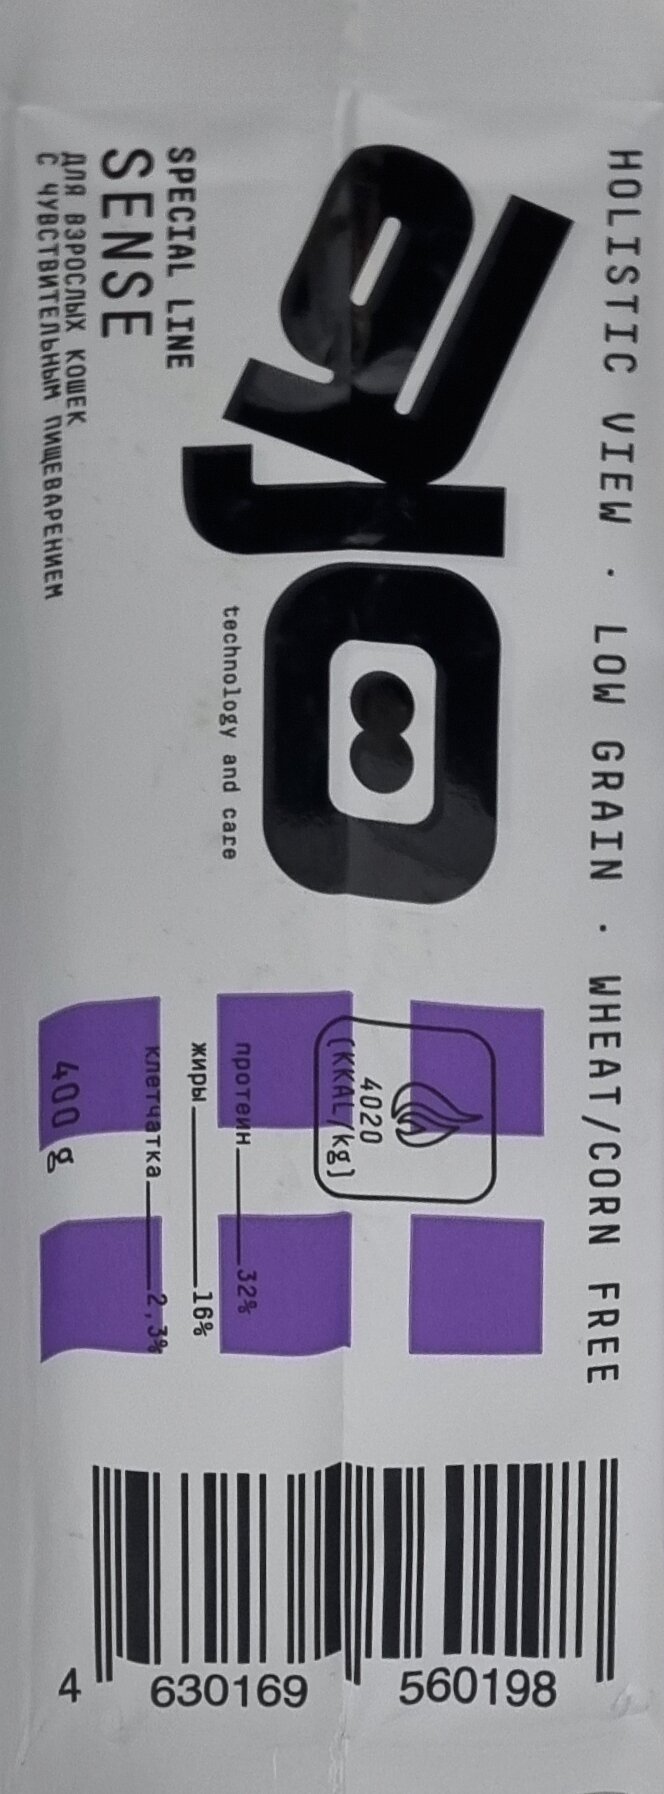 HOLISTIC VIEW · LOW GRAIN · WHEAT/CORN FREE
AJO
technology and care
SPECIAL LINE
SENSE
ДЛЯ ВЗРОСЛЫХ КОШЕК
С ЧУВСТВИТЕЛЬНЫМ ПИЩЕВАРЕНИЕМ
4020
[KKAL/kg]
протеин 32%
жиры 16%
клетчатка 2,3%
400 g
4 630169 560198